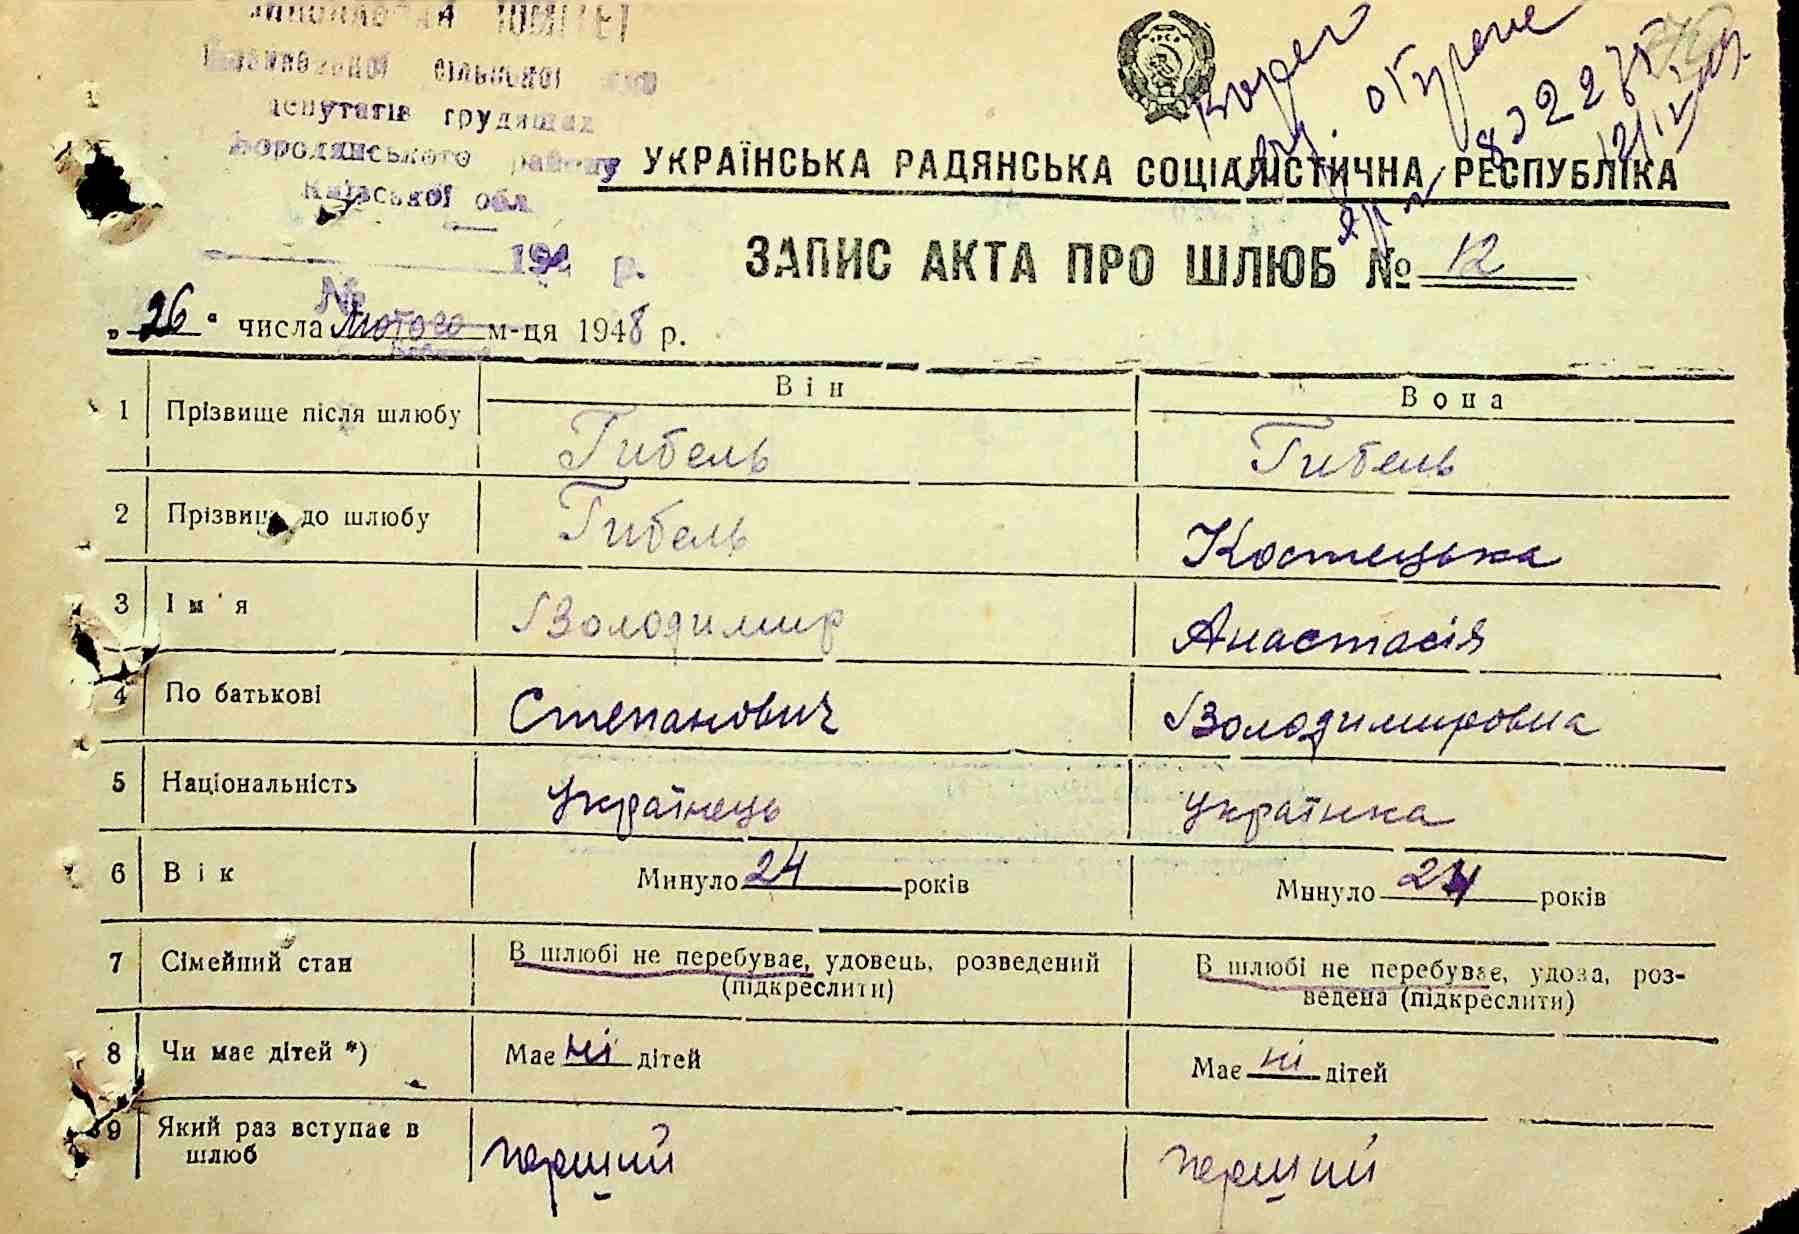 депутатів трудящих
Бородянського району
Київської обл
194 р.
№
УКРАЇНСЬКА РАДЯНСЬКА СОЦІАЛІСТИЧНА РЕСПУБЛІКА
ЗАПИС АКТА ПРО ШЛЮБ № 12
„26“ числа Лютого м-ця 1948 р.
Він Вона
1 Прізвище після шлюбу Гибель Гибель
2 Прізвище до шлюбу Гибель Костецька
3 Ім'я Володимир Анастасія
4 По батькові Степанович Володимировна
5 Національність Українець українка
6 Вік Минуло 24 років Минуло 24 років
7 Сімейний стан В шлюбі не перебуває, удовець, розведений В шлюбі не перебуває, удова, роз-
(підкреслити) ведена (підкреслити)
8 Чи має дітей *) Має ні дітей Має ні дітей
9 Який раз вступає в перший перший
шлюб